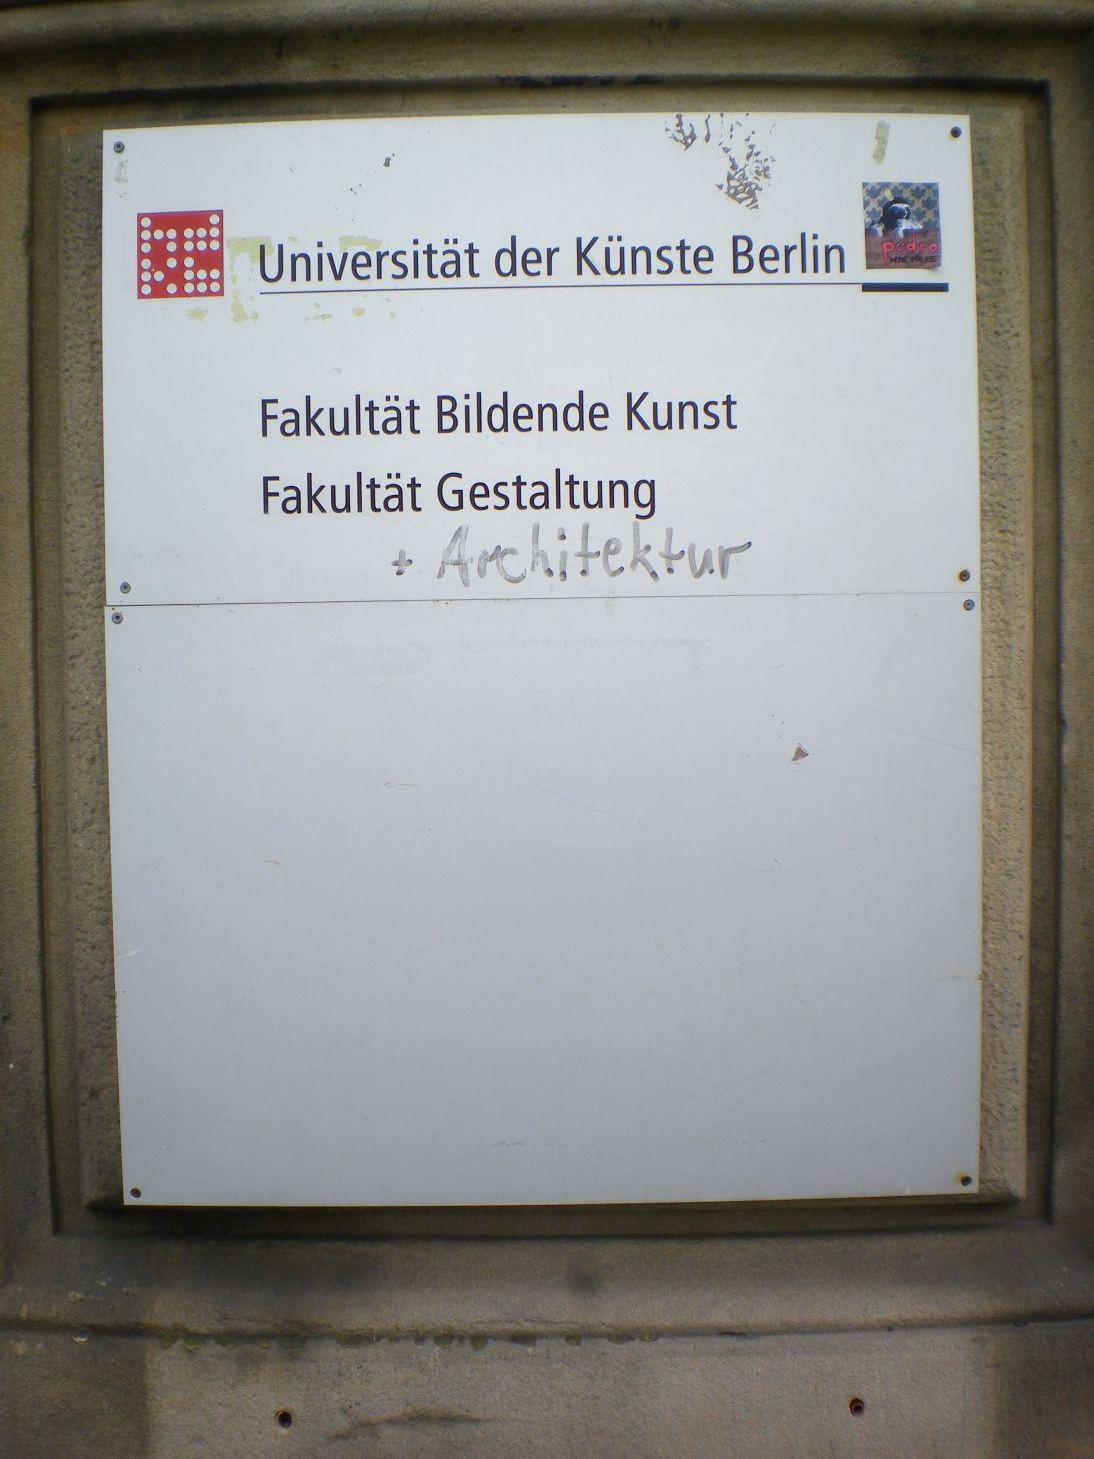 Universität der Künste Berlin
pedro
Fakultät Bildende Kunst
Fakultät Gestaltung
+ Architektur